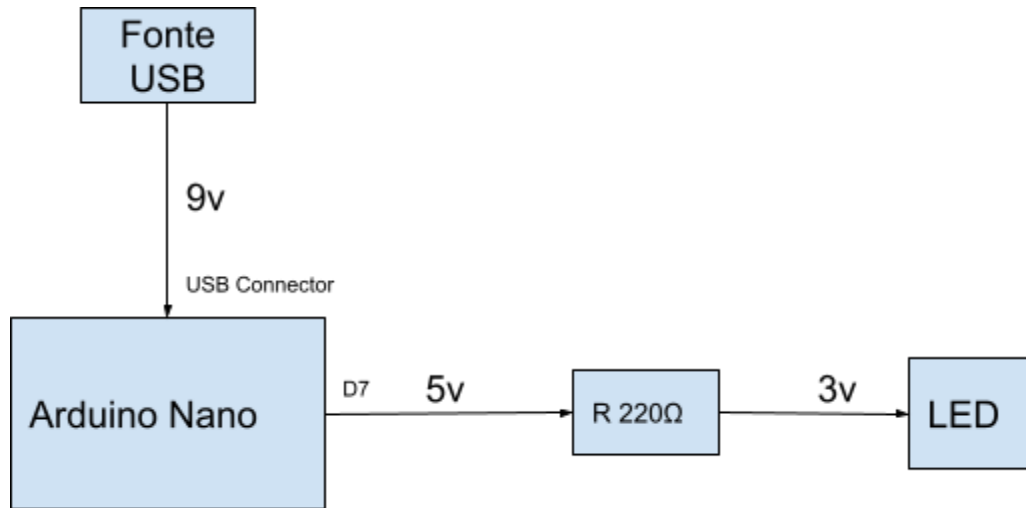 Fonte
USB
9v
USB Connector
Arduino Nano
D7
5v
R 220Ω
3v
LED